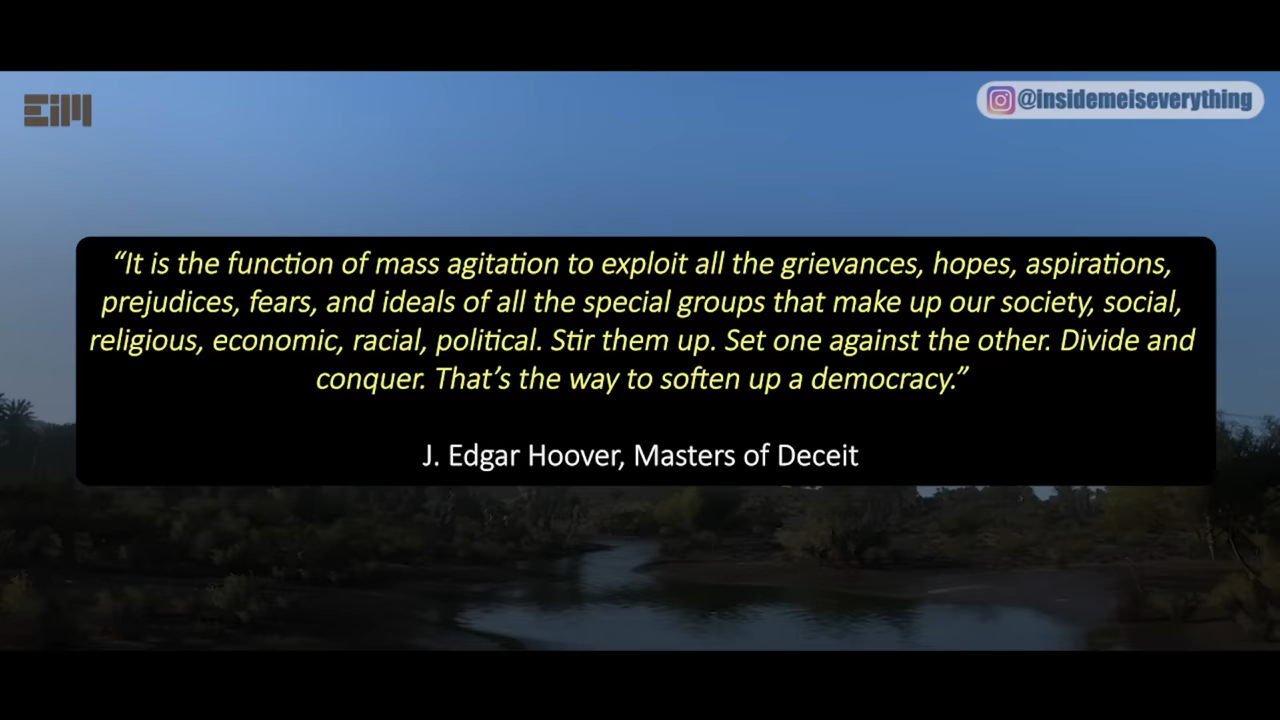 EiM
@insidemeiseverything
“It is the function of mass agitation to exploit all the grievances, hopes, aspirations,
prejudices, fears, and ideals of all the special groups that make up our society, social,
religious, economic, racial, political. Stir them up. Set one against the other. Divide and
conquer. That’s the way to soften up a democracy.”
J. Edgar Hoover, Masters of Deceit